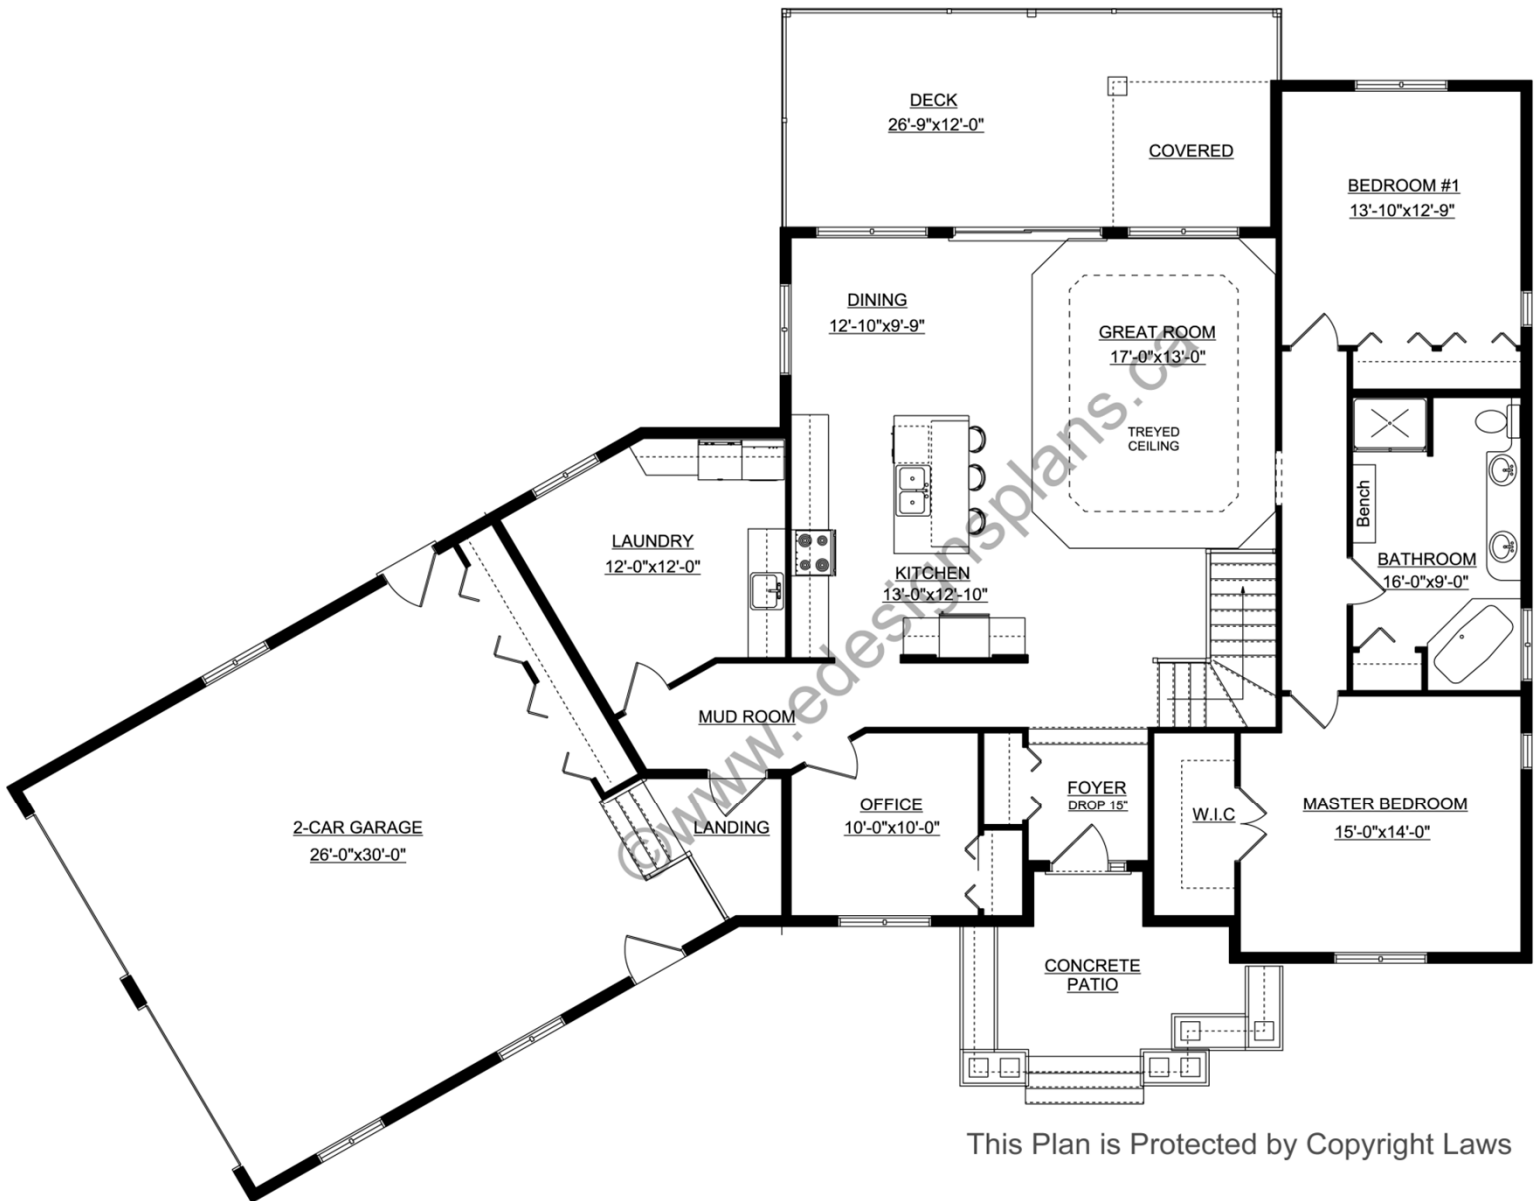 DECK
26'-9"x12'-0"
COVERED
BEDROOM #1
13'-10"x12'-9"
DINING
12'-10"x9'-9"
GREAT ROOM
17'-0"x13'-0"
TREYED
CEILING
LAUNDRY
12'-0"x12'-0"
KITCHEN
13'-0"x12'-10"
Bench
BATHROOM
16'-0"x9'-0"
MUD ROOM
2-CAR GARAGE
26'-0"x30'-0"
LANDING
OFFICE
10'-0"x10'-0"
FOYER
DROP 15"
W.I.C
MASTER BEDROOM
15'-0"x14'-0"
CONCRETE
PATIO
©www.edesignsplans.ca
This Plan is Protected by Copyright Laws